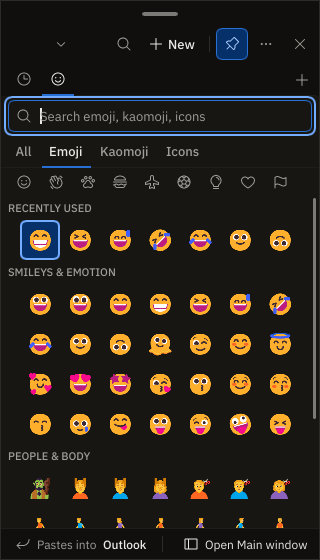 New
Search emoji, kaomoji, icons
All Emoji Kaomoji Icons
RECENTLY USED
SMILEYS & EMOTION
PEOPLE & BODY
Pastes into Outlook Open Main window